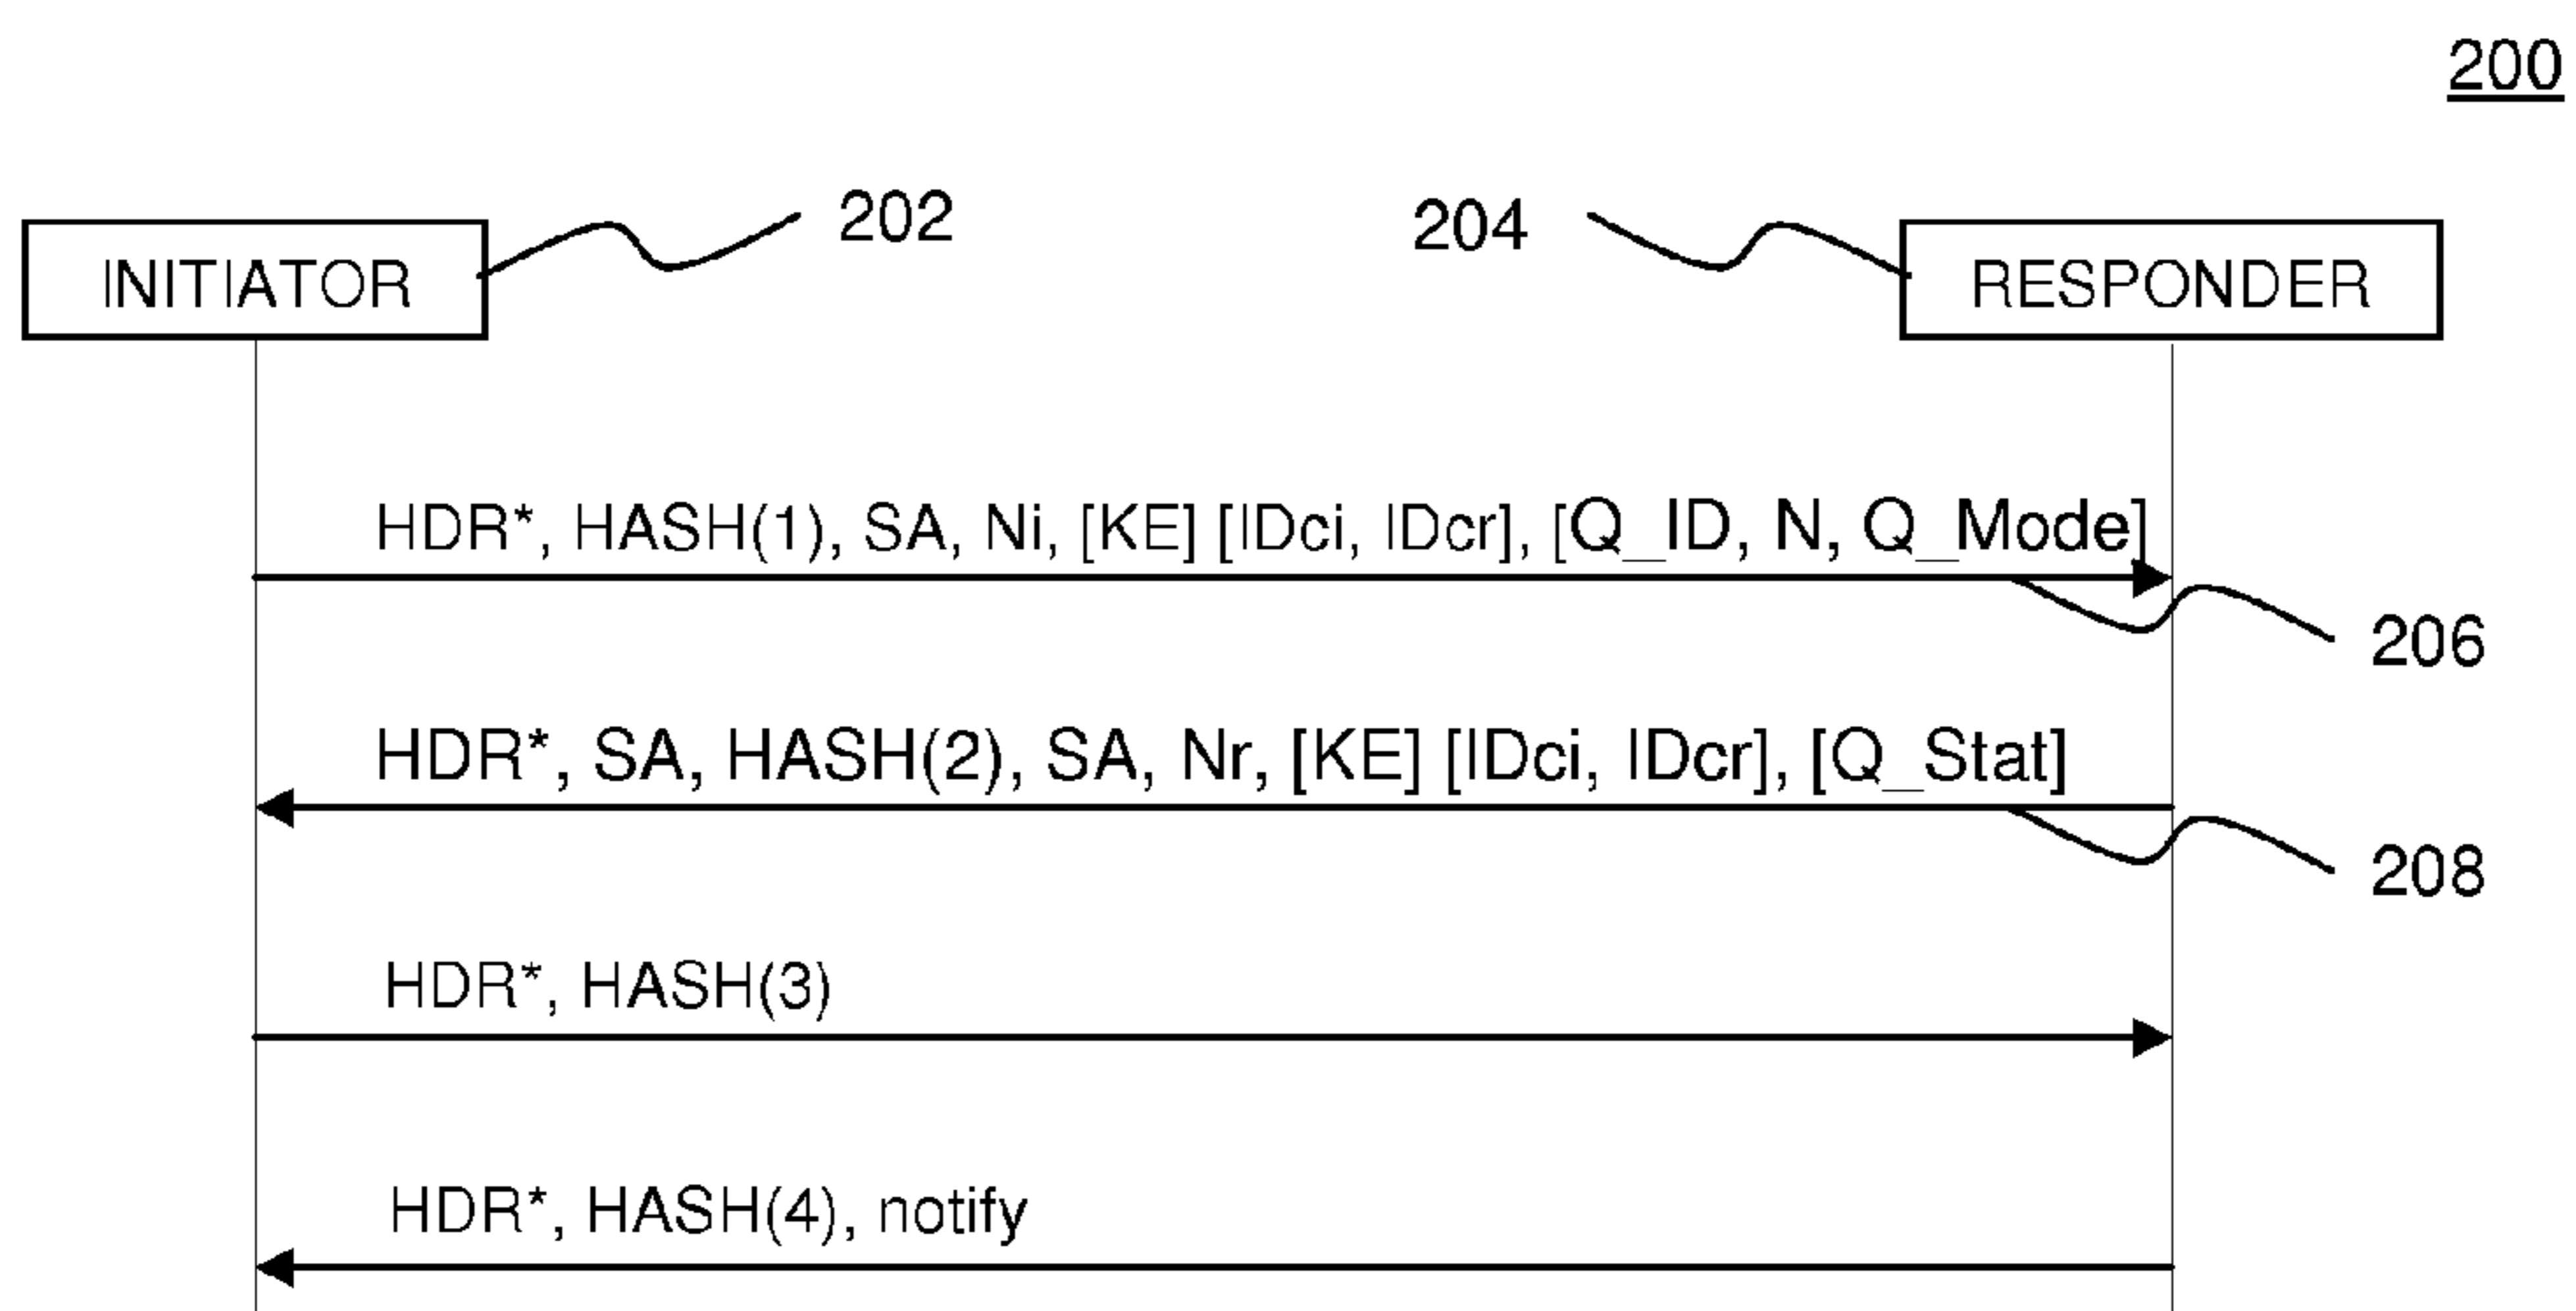 200
INITIATOR
202
204
RESPONDER
HDR*, HASH(1), SA, Ni, [KE] [IDci, IDcr], [Q_ID, N, Q_Mode]
206
HDR*, SA, HASH(2), SA, Nr, [KE] [IDci, IDcr], [Q_Stat]
208
HDR*, HASH(3)
HDR*, HASH(4), notify